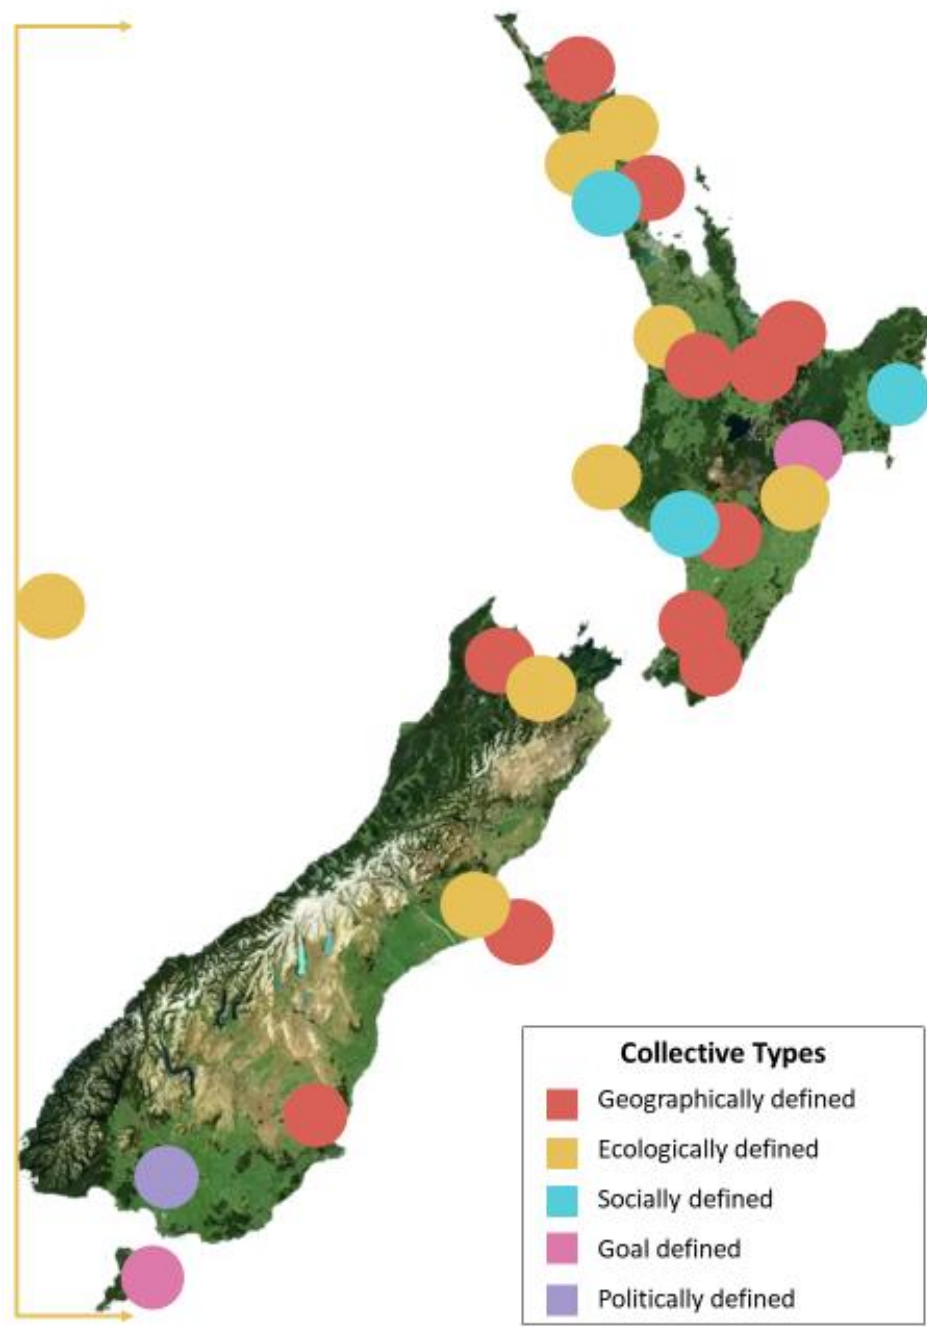 Collective Types
Geographically defined
Ecologically defined
Socially defined
Goal defined
Politically defined